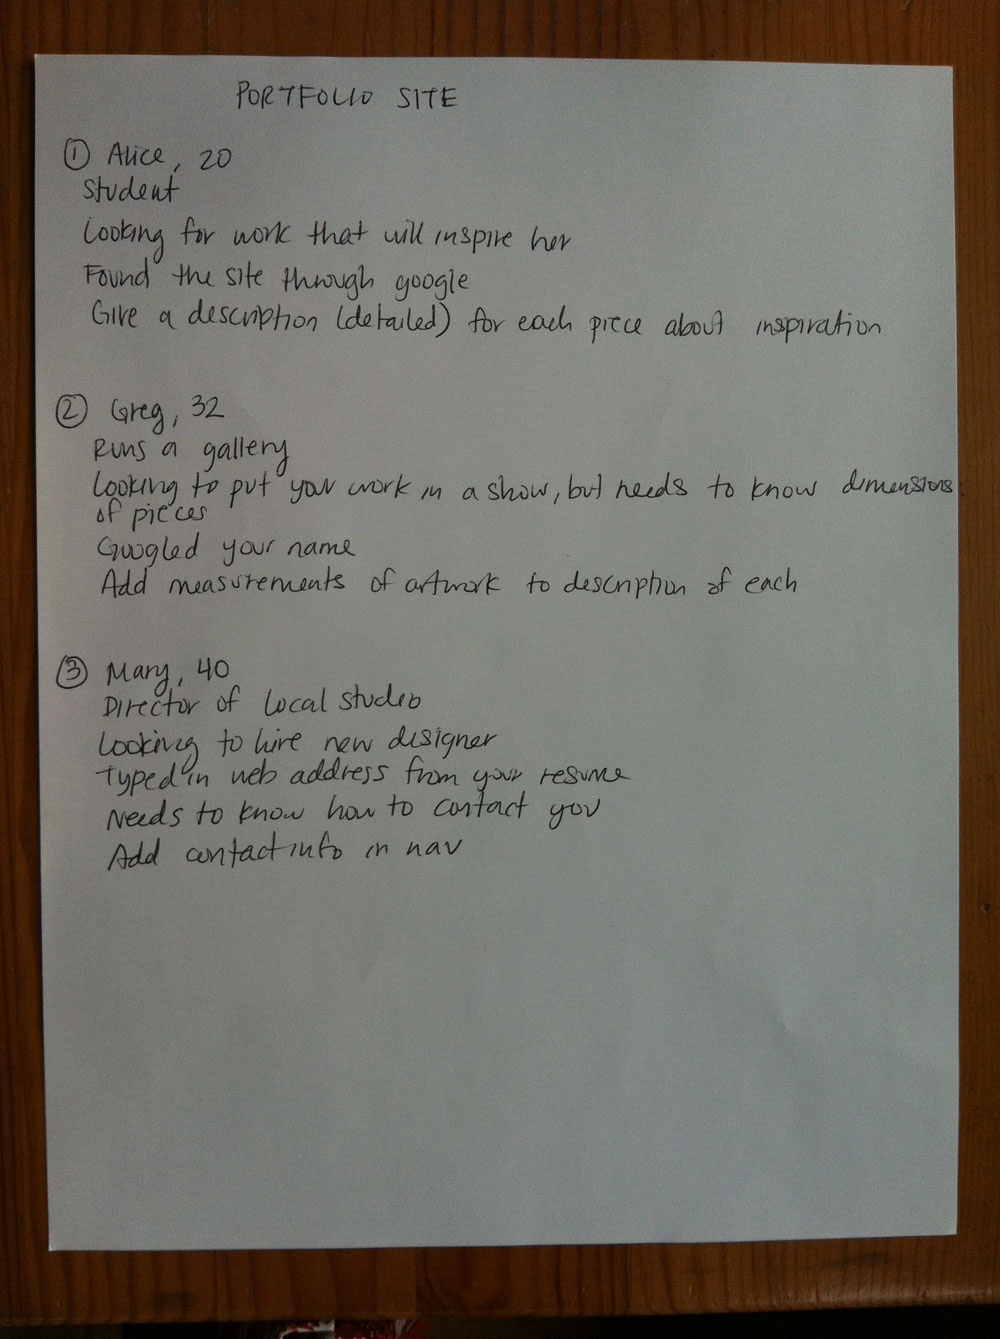 PORTFOLIO SITE
① Alice, 20
Student
Looking for work that will inspire her
Found the site through google
Give a description (detailed) for each piece about inspiration
② Greg, 32
Runs a gallery
Looking to put your work in a show, but needs to know dimensions
of pieces
Googled your name
Add measurements of artwork to description of each
③ Mary, 40
Director of local studio
Looking to hire new designer
Typed in web address from your resume
Needs to know how to contact you
Add contact info in nav